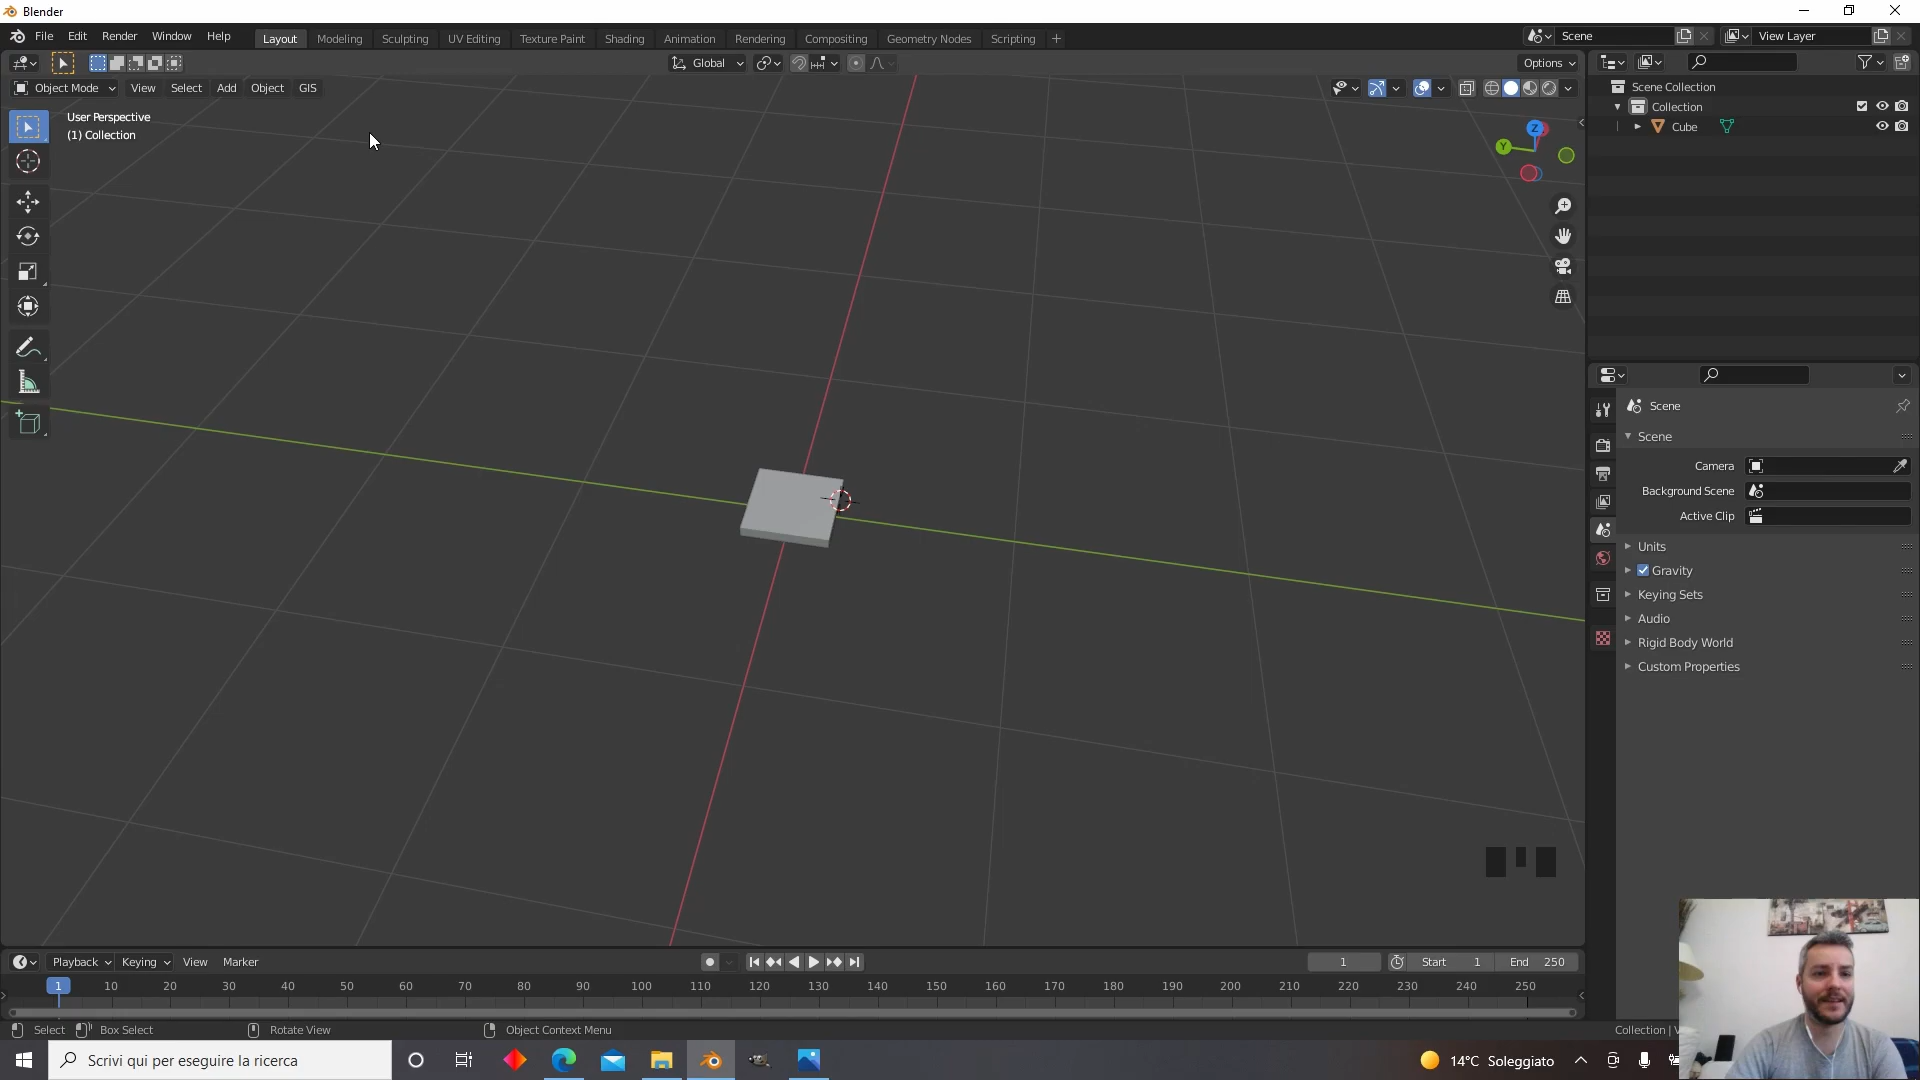 Blender
File Edit Render Window Help Layout Modeling Sculpting UV Editing Texture Paint Shading Animation Rendering Compositing Geometry Nodes Scripting + Scene View Layer
Global Options
Object Mode View Select Add Object GIS
User Perspective
(1) Collection
Z
Y
Scene Collection
Collection
Cube
Scene
Scene
Camera
Background Scene
Active Clip
Units
Gravity
Keying Sets
Audio
Rigid Body World
Custom Properties
Playback Keying View Marker 1 Start 1 End 250
1 10 20 30 40 50 60 70 80 90 100 110 120 130 140 150 160 170 180 190 200 210 220 230 240 250
Select Box Select Rotate View Object Context Menu Collection |
Scrivi qui per eseguire la ricerca 14°C Soleggiato